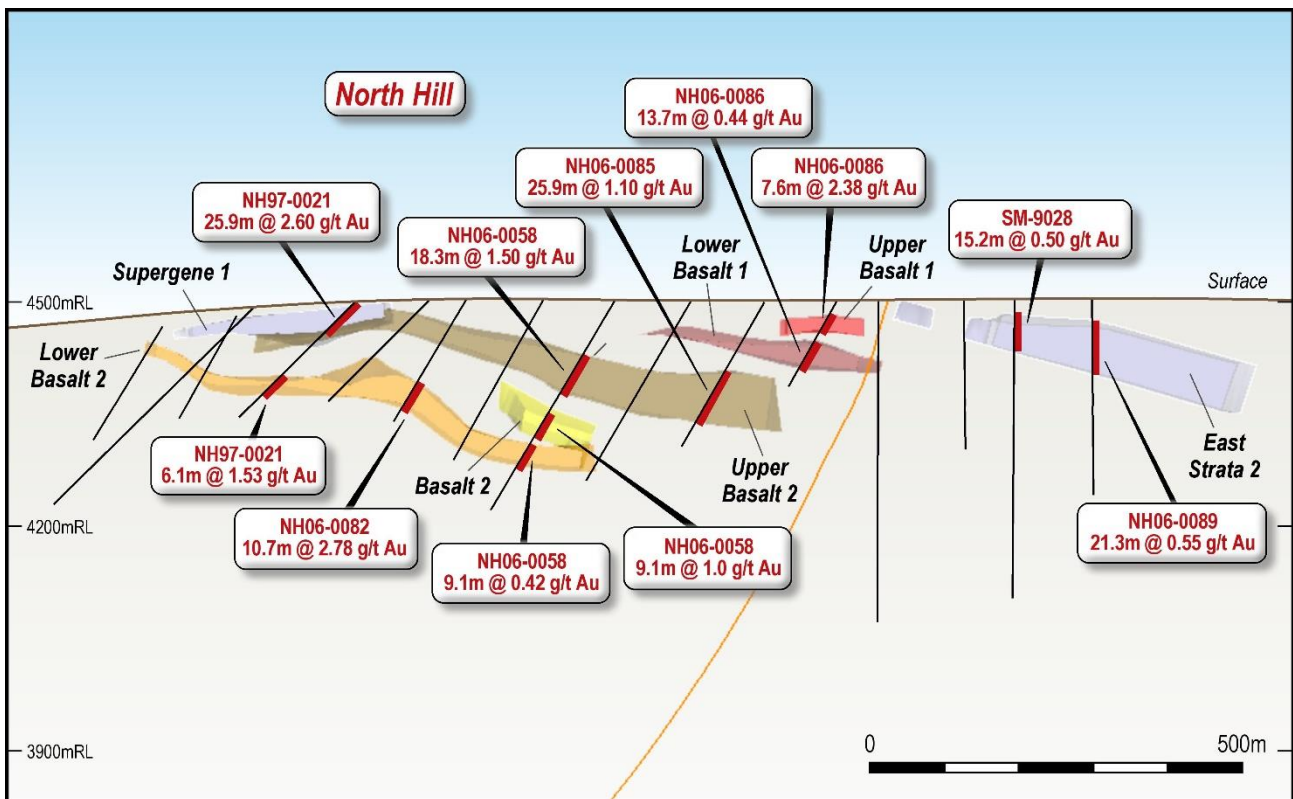 North Hill
NH06-0086
13.7m @ 0.44 g/t Au
NH06-0085
25.9m @ 1.10 g/t Au
NH06-0086
7.6m @ 2.38 g/t Au
NH97-0021
25.9m @ 2.60 g/t Au
NH06-0058
18.3m @ 1.50 g/t Au
SM-9028
15.2m @ 0.50 g/t Au
Supergene 1
Lower
Basalt 1
Upper
Basalt 1
Surface
4500mRL
Lower
Basalt 2
NH97-0021
6.1m @ 1.53 g/t Au
Basalt 2
Upper
Basalt 2
East
Strata 2
4200mRL
NH06-0082
10.7m @ 2.78 g/t Au
NH06-0058
9.1m @ 0.42 g/t Au
NH06-0058
9.1m @ 1.0 g/t Au
NH06-0089
21.3m @ 0.55 g/t Au
3900mRL
0
500m